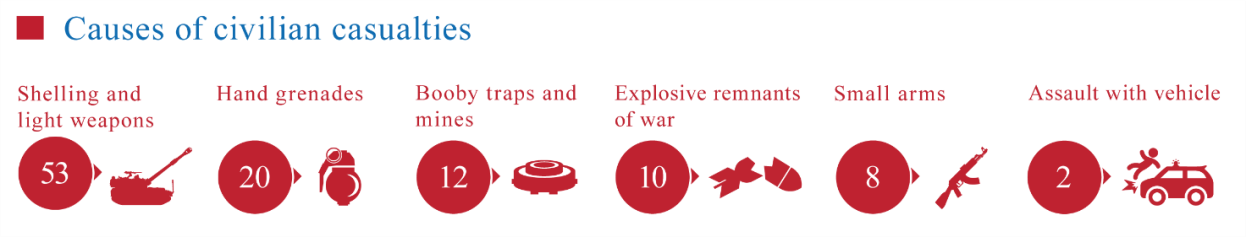 Causes of civilian casualties
Shelling and
light weapons
53
Hand grenades
20
Booby traps and
mines
12
Explosive remnants
of war
10
Small arms
8
Assault with vehicle
2